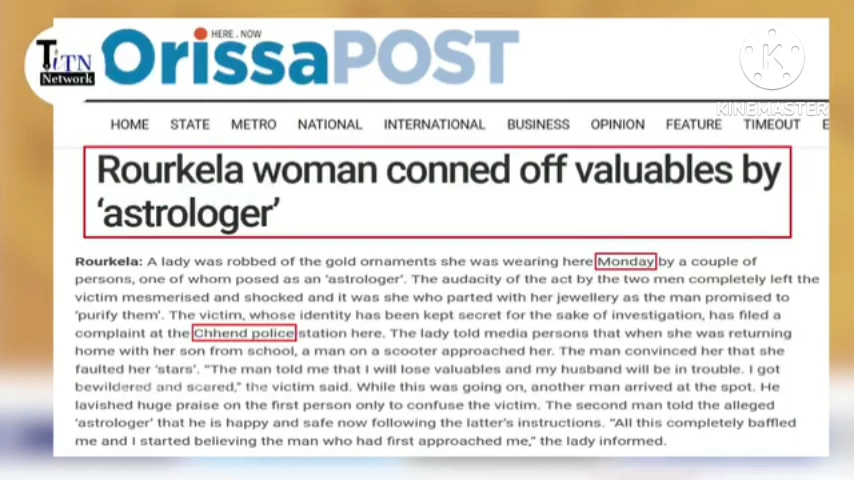 TiTN
Network
HERE . NOW
OrissaPOST
K
KINEMASTER
HOME STATE METRO NATIONAL INTERNATIONAL BUSINESS OPINION FEATURE TIMEOUT E
Rourkela woman conned off valuables by
‘astrologer’
Rourkela: A lady was robbed of the gold ornaments she was wearing here Monday by a couple of
persons, one of whom posed as an ‘astrologer’. The audacity of the act by the two men completely left the
victim mesmerised and shocked and it was she who parted with her jewellery as the man promised to
‘purify them’. The victim, whose identity has been kept secret for the sake of investigation, has filed a
complaint at the Chhend police station here. The lady told media persons that when she was returning
home with her son from school, a man on a scooter approached her. The man convinced her that she
faulted her ‘stars’. “The man told me that I will lose valuables and my husband will be in trouble. I got
bewildered and scared,” the victim said. While this was going on, another man arrived at the spot. He
lavished huge praise on the first person only to confuse the victim. The second man told the alleged
‘astrologer’ that he is happy and safe now following the latter’s instructions. “All this completely baffled
me and I started believing the man who had first approached me,” the lady informed.